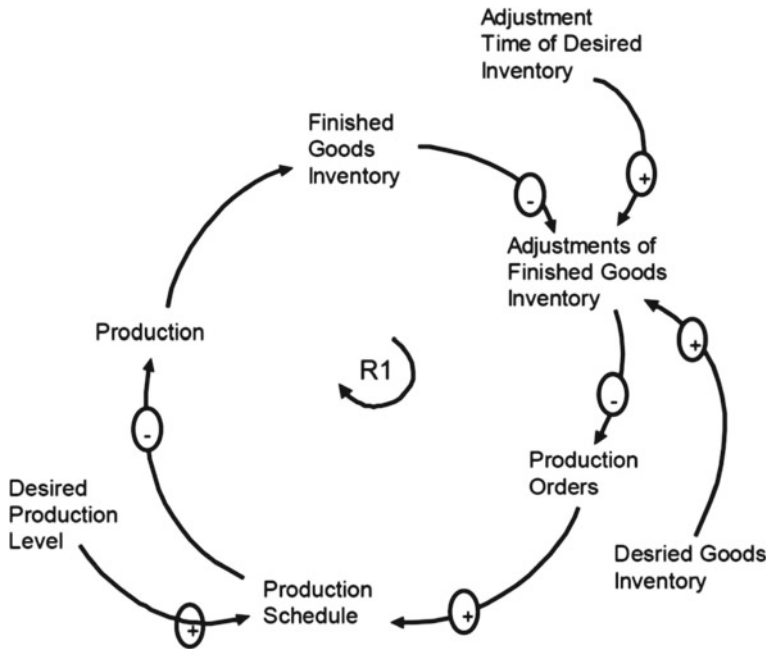 Adjustment
Time of Desired
Inventory
+
Finished
Goods
Inventory
-
Adjustments of
Finished Goods
Inventory
+
Production
R1
-
-
Production
Orders
Desired
Production
Level
Desried Goods
Inventory
Production
Schedule
+
+